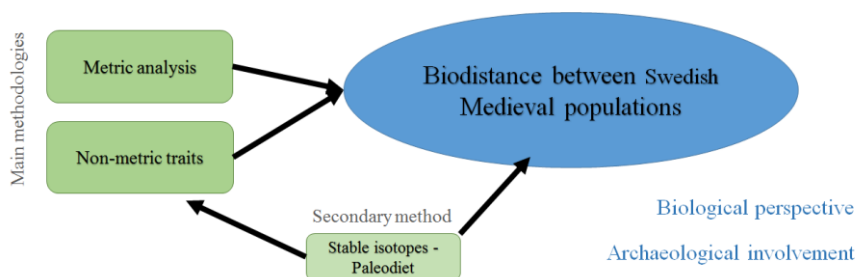 Main methodologies
Metric analysis
Non-metric traits
Biodistance between Swedish
Medieval populations
Secondary method
Stable isotopes -
Paleodiet
Biological perspective
Archaeological involvement